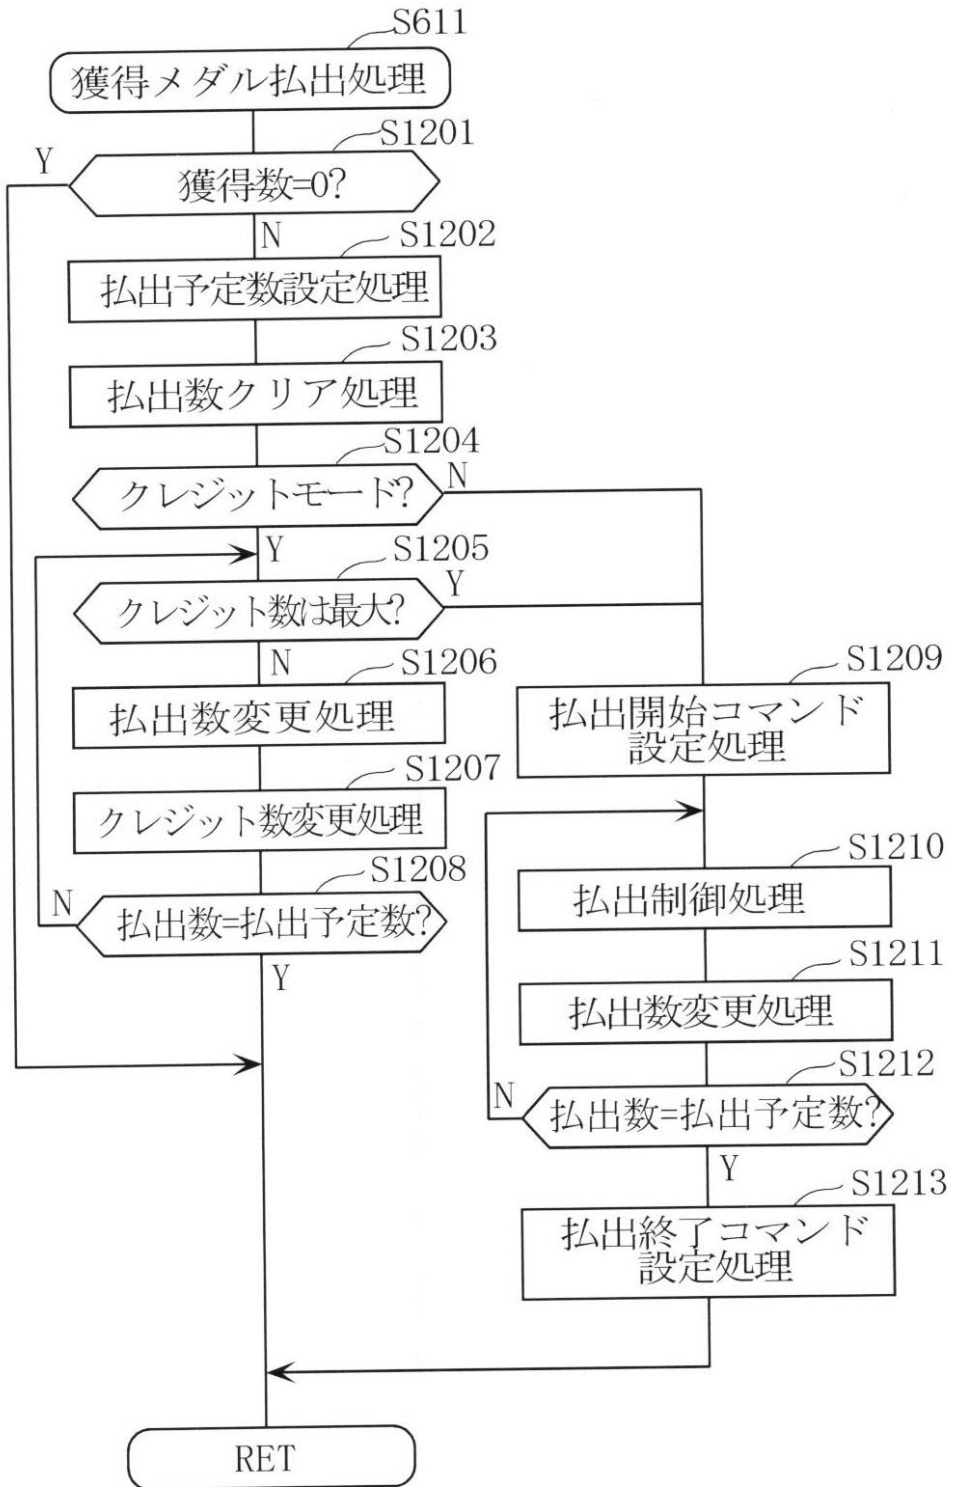 S611
獲得メダル払出処理
S1201
Y
獲得数=0?
N
S1202
払出予定数設定処理
S1203
払出数クリア処理
S1204
クレジットモード?
N
Y
S1205
クレジット数は最大?
Y
N
S1206
払出数変更処理
S1207
クレジット数変更処理
S1208
払出数=払出予定数?
N
Y
S1209
払出開始コマンド
設定処理
S1210
払出制御処理
S1211
払出数変更処理
S1212
払出数=払出予定数?
N
Y
S1213
払出終了コマンド
設定処理
RET